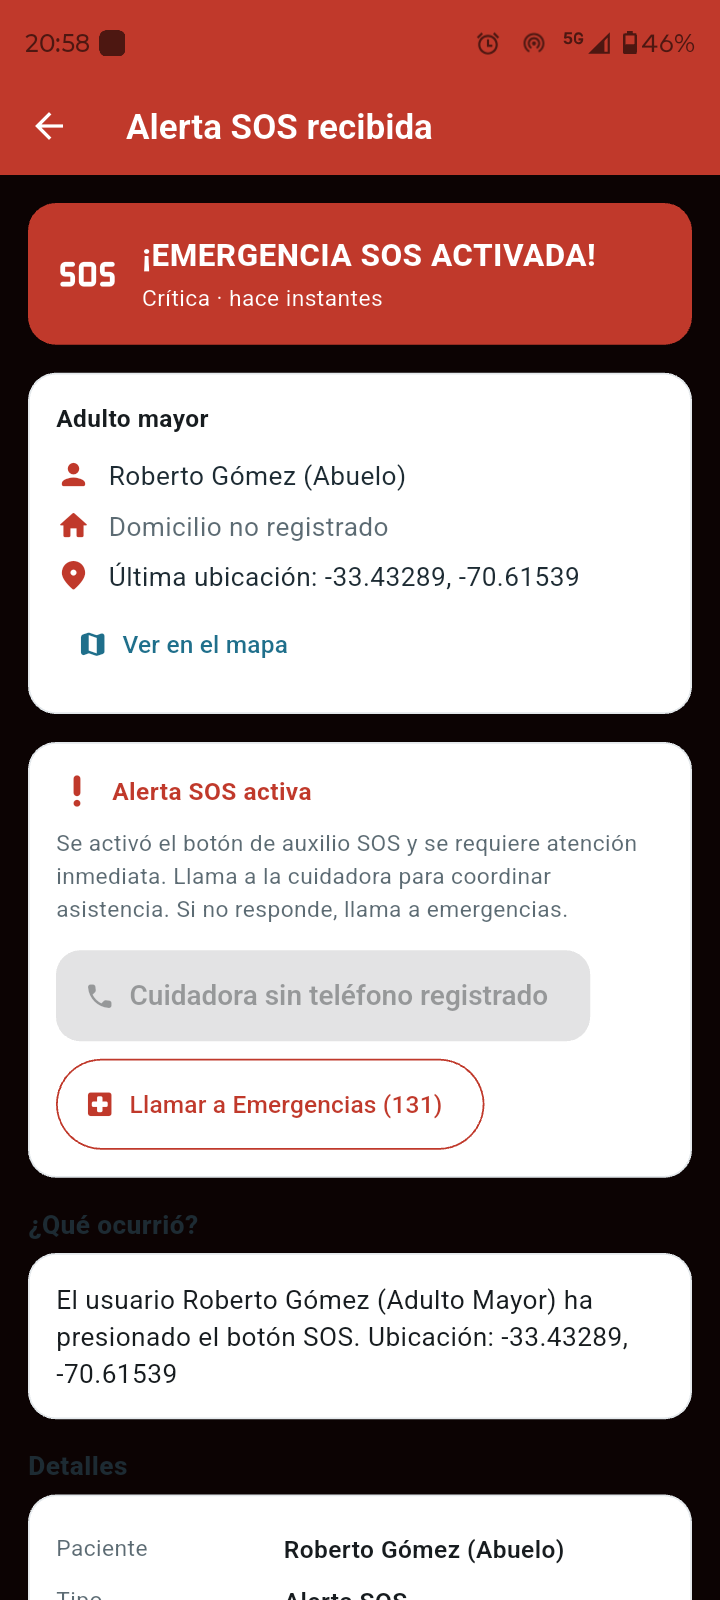 20:58
5G
46%
Alerta SOS recibida
SOS
¡EMERGENCIA SOS ACTIVADA!
Crítica · hace instantes
Adulto mayor
Roberto Gómez (Abuelo)
Domicilio no registrado
Última ubicación: -33.43289, -70.61539
Ver en el mapa
Alerta SOS activa
Se activó el botón de auxilio SOS y se requiere atención
inmediata. Llama a la cuidadora para coordinar
asistencia. Si no responde, llama a emergencias.
Cuidadora sin teléfono registrado
Llamar a Emergencias (131)
¿Qué ocurrió?
El usuario Roberto Gómez (Adulto Mayor) ha
presionado el botón SOS. Ubicación: -33.43289,
-70.61539
Detalles
Paciente Roberto Gómez (Abuelo)
Tipo Alerta SOS